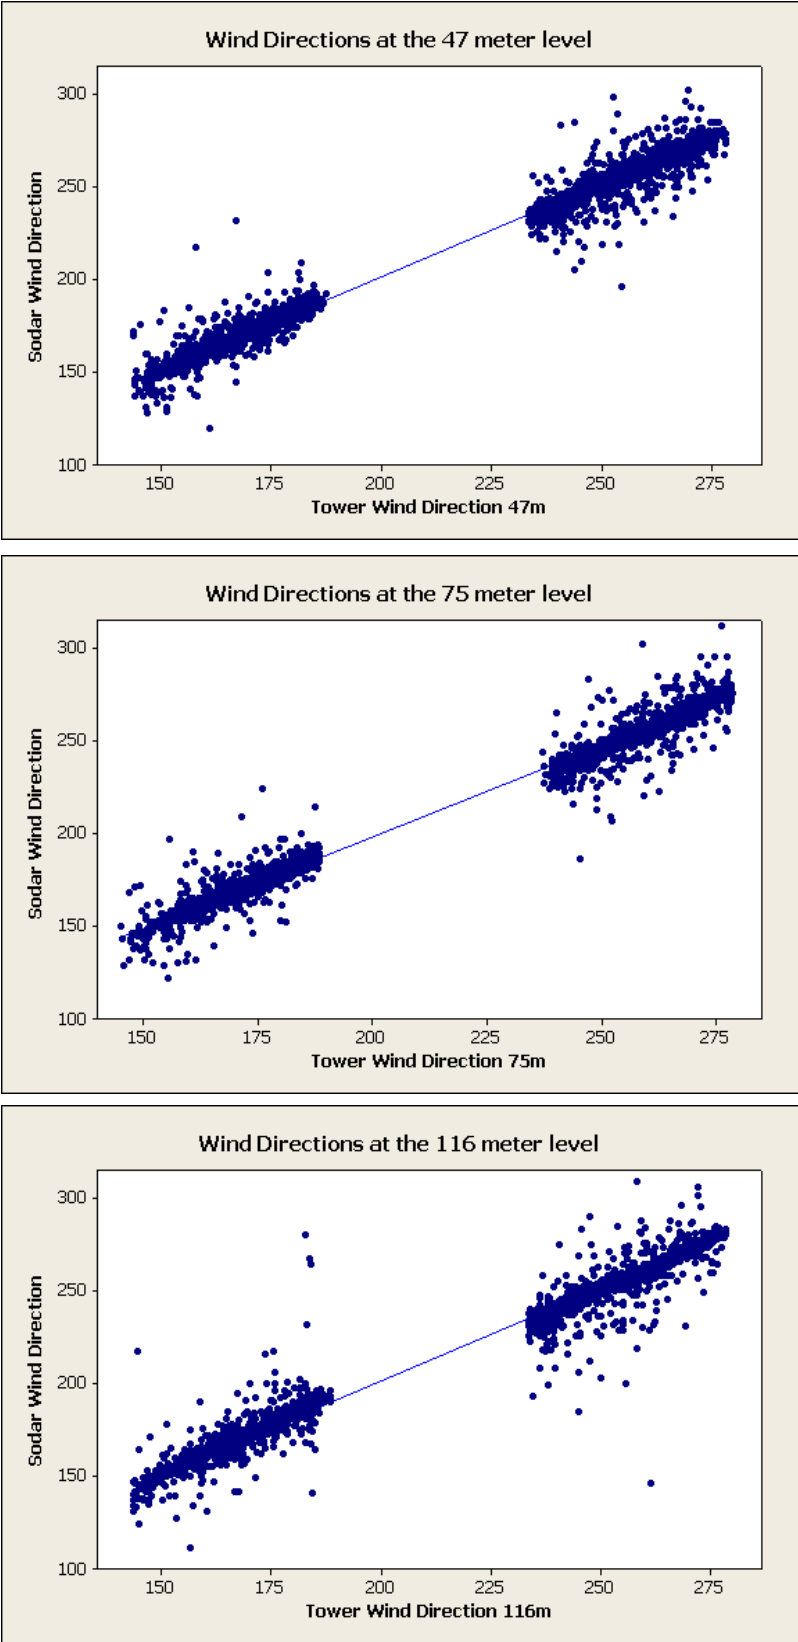 Wind Directions at the 47 meter level
300
250
200
150
100
Sodar Wind Direction
150 175 200 225 250 275
Tower Wind Direction 47m
Wind Directions at the 75 meter level
300
250
200
150
100
Sodar Wind Direction
150 175 200 225 250 275
Tower Wind Direction 75m
Wind Directions at the 116 meter level
300
250
200
150
100
Sodar Wind Direction
150 175 200 225 250 275
Tower Wind Direction 116m